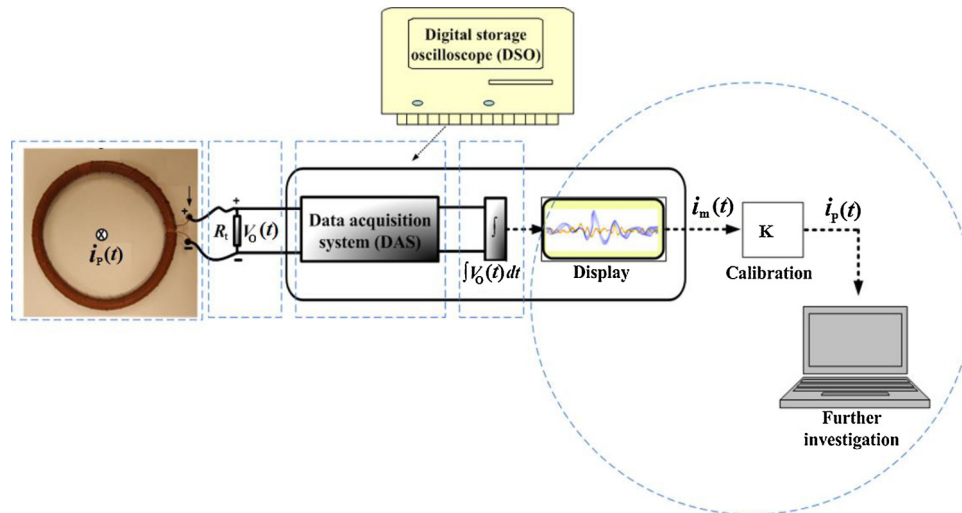 Digital storage
oscilloscope (DSO)
+
-
i_P(t)
R_t
+
V_O(t)
-
Data acquisition
system (DAS)
∫
∫V_O(t) dt
Display
i_m(t)
K
Calibration
i_P(t)
Further
investigation